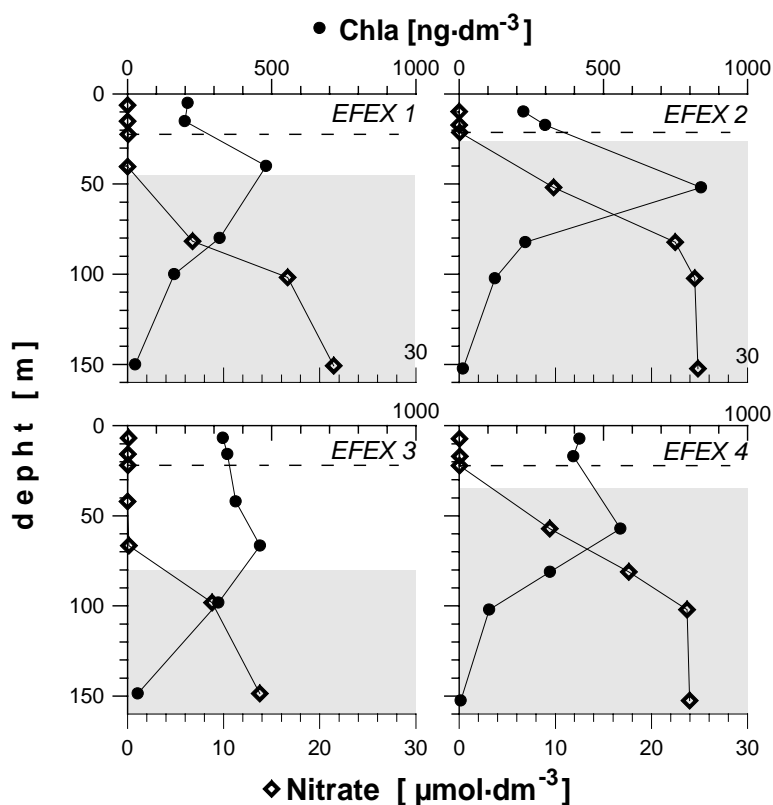 ● Chla [ng·dm-3]
0 500 1000 0 500 1000
0 EFEX 1 EFEX 2
50
100
150 30 30
1000 1000
0 EFEX 3 EFEX 4
50
100
150
0 10 20 30 0 10 20 30
depht [m]
Nitrate [µmol·dm-3]